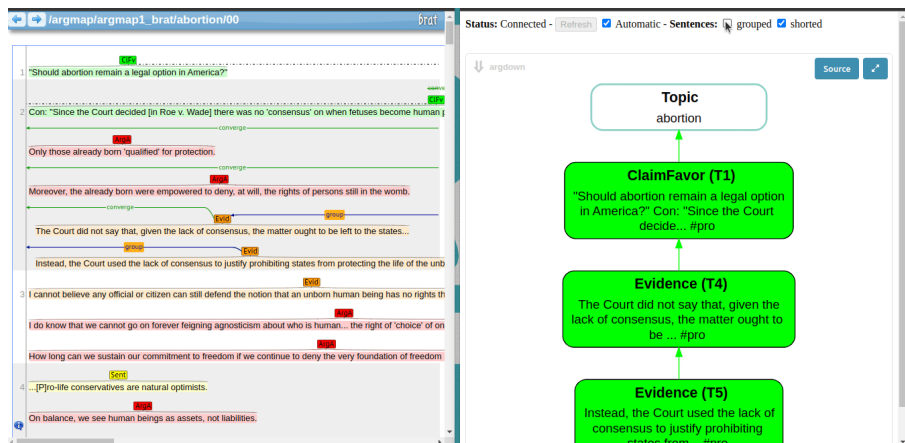 /argmap/argmap1_brat/abortion/00
brat
ClFv
1 "Should abortion remain a legal option in America?"
ClFv
2 Con: "Since the Court decided [in Roe v. Wade] there was no 'consensus' on when fetuses become human
converge
ArgA
Only those already born 'qualified' for protection.
converge
ArgA
Moreover, the already born were empowered to deny, at will, the rights of persons still in the womb.
converge
group
Evid
The Court did not say that, given the lack of consensus, the matter ought to be left to the states...
group
Evid
Instead, the Court used the lack of consensus to justify prohibiting states from protecting the life of the unb
Evid
3 I cannot believe any official or citizen can still defend the notion that an unborn human being has no rights th
ArgA
I do know that we cannot go on forever feigning agnosticism about who is human... the right of 'choice' of on
ArgA
How long can we sustain our commitment to freedom if we continue to deny the very foundation of freedom
Sent
4 ...[P]ro-life conservatives are natural optimists.
ArgA
On balance, we see human beings as assets, not liabilities.
Status: Connected - Refresh Automatic - Sentences: grouped shorted
argdown
Source
Topic
abortion
ClaimFavor (T1)
"Should abortion remain a legal option
in America?" Con: "Since the Court
decide... #pro
Evidence (T4)
The Court did not say that, given the
lack of consensus, the matter ought to
be ... #pro
Evidence (T5)
Instead, the Court used the lack of
consensus to justify prohibiting
states from... #pro